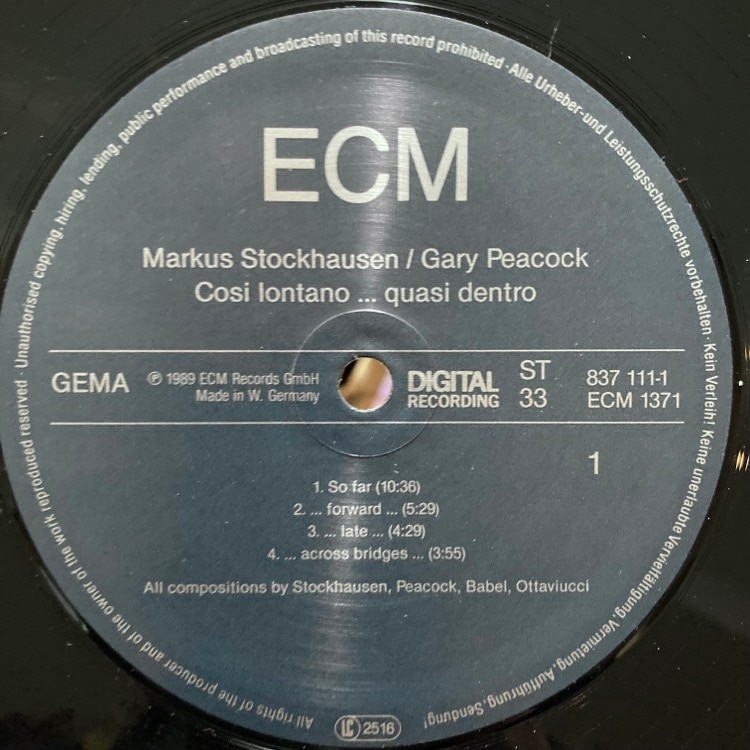 ECM
Markus Stockhausen / Gary Peacock
Cosi lontano ... quasi dentro
GEMA
℗ 1989 ECM Records GmbH
Made in W. Germany
DIGITAL
RECORDING
ST
33
837 111-1
ECM 1371
1
1. So far (10:36)
2. ... forward ... (5:29)
3. ... late ... (4:29)
4. ... across bridges ... (3:55)
All compositions by Stockhausen, Peacock, Babel, Ottaviucci
All rights of the producer and of the owner of the work reproduced reserved · Unauthorised copying, hiring, lending, public performance and broadcasting of this record prohibited · Alle Urheber-und Leistungsschutzrechte vorbehalten · Kein Verleih! Keine unerlaubte Vervielfältigung, Vermietung, Aufführung, Sendung!
LC 2516